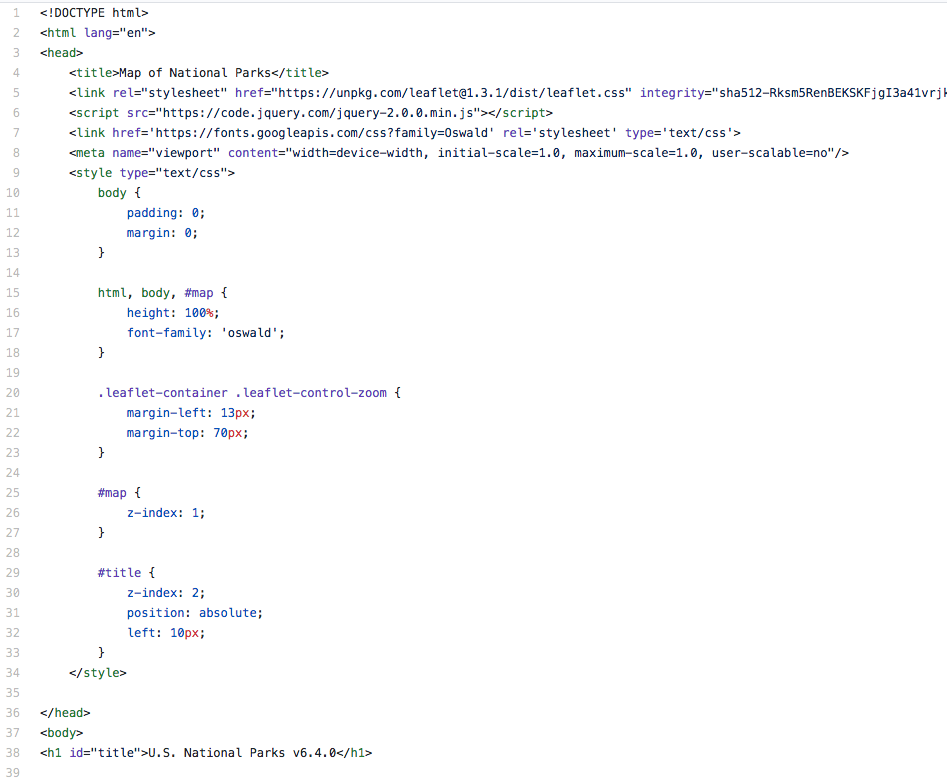 1 <!DOCTYPE html>
2 <html lang="en">
3 <head>
4     <title>Map of National Parks</title>
5     <link rel="stylesheet" href="https://unpkg.com/leaflet@1.3.1/dist/leaflet.css" integrity="sha512-Rksm5RenBEKSKFjgI3a41vrjk
6     <script src="https://code.jquery.com/jquery-2.0.0.min.js"></script>
7     <link href='https://fonts.googleapis.com/css?family=Oswald' rel='stylesheet' type='text/css'>
8     <meta name="viewport" content="width=device-width, initial-scale=1.0, maximum-scale=1.0, user-scalable=no"/>
9     <style type="text/css">
10         body {
11             padding: 0;
12             margin: 0;
13         }
14
15         html, body, #map {
16             height: 100%;
17             font-family: 'oswald';
18         }
19
20         .leaflet-container .leaflet-control-zoom {
21             margin-left: 13px;
22             margin-top: 70px;
23         }
24
25         #map {
26             z-index: 1;
27         }
28
29         #title {
30             z-index: 2;
31             position: absolute;
32             left: 10px;
33         }
34     </style>
35
36 </head>
37 <body>
38 <h1 id="title">U.S. National Parks v6.4.0</h1>
39